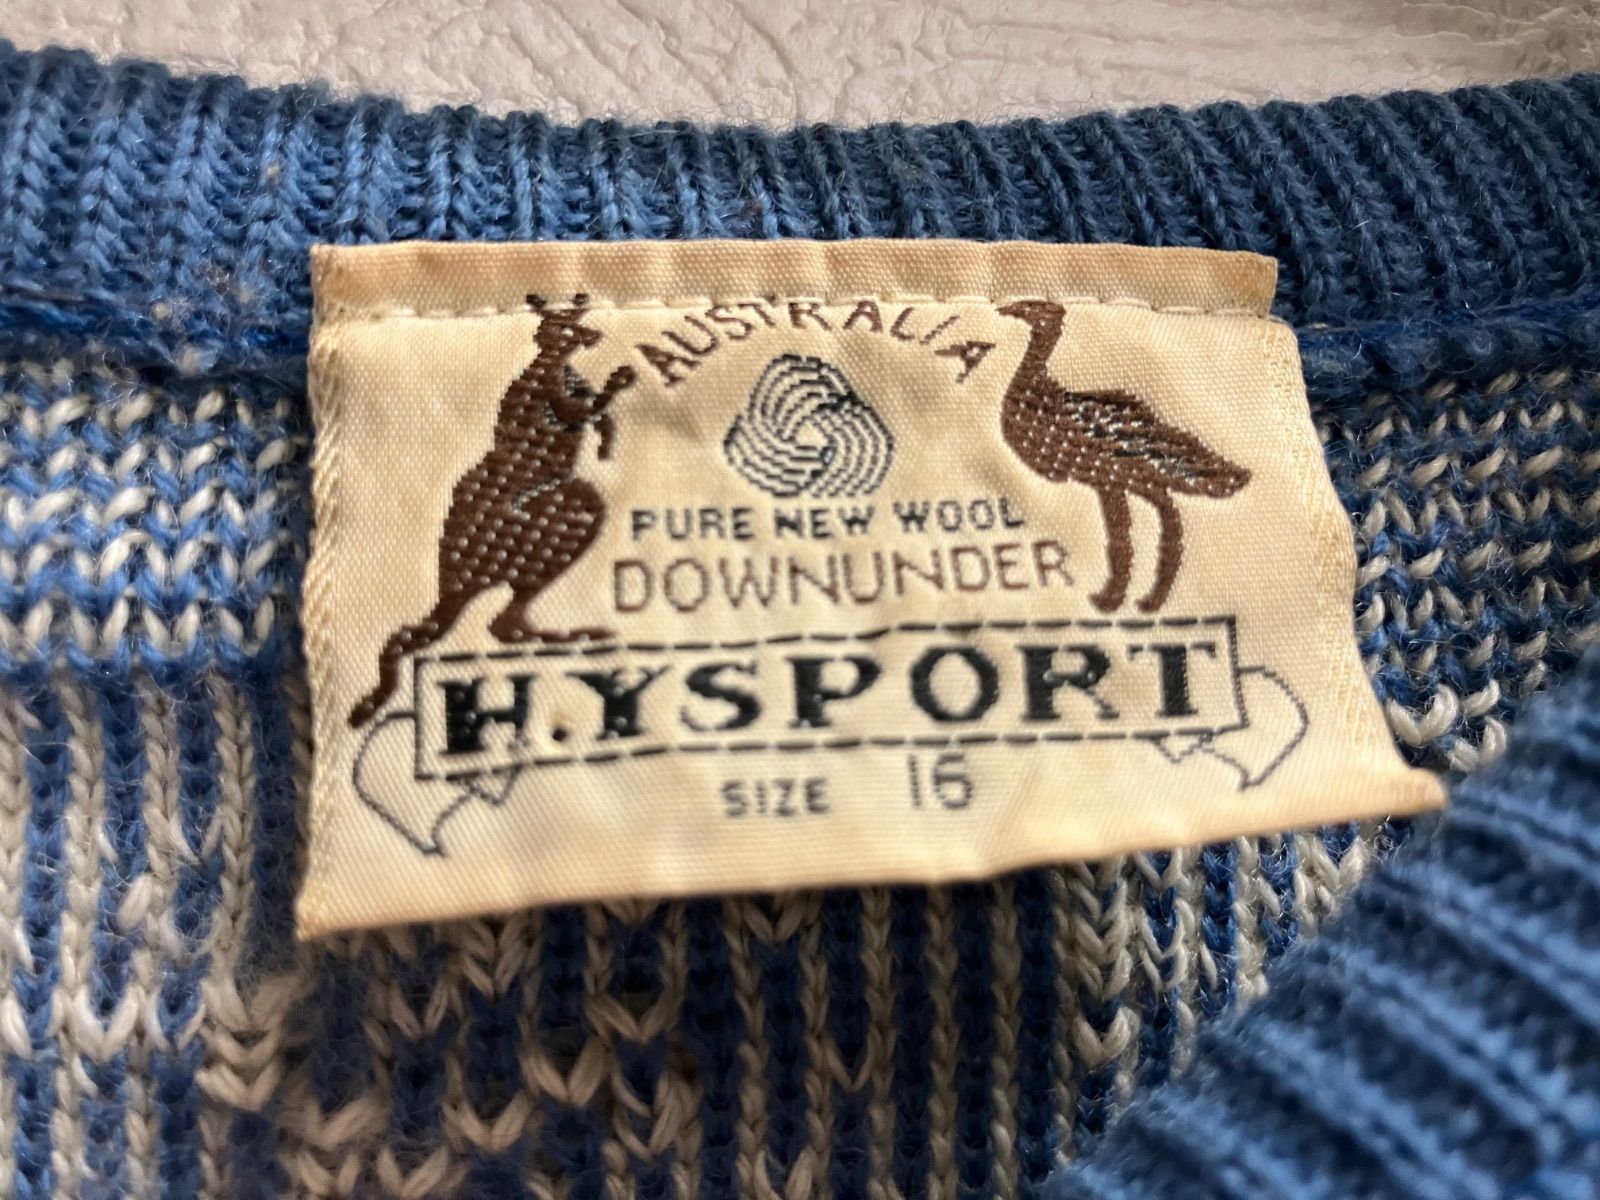 AUSTRALIA
PURE NEW WOOL
DOWNUNDER
H.YSPORT
SIZE 16